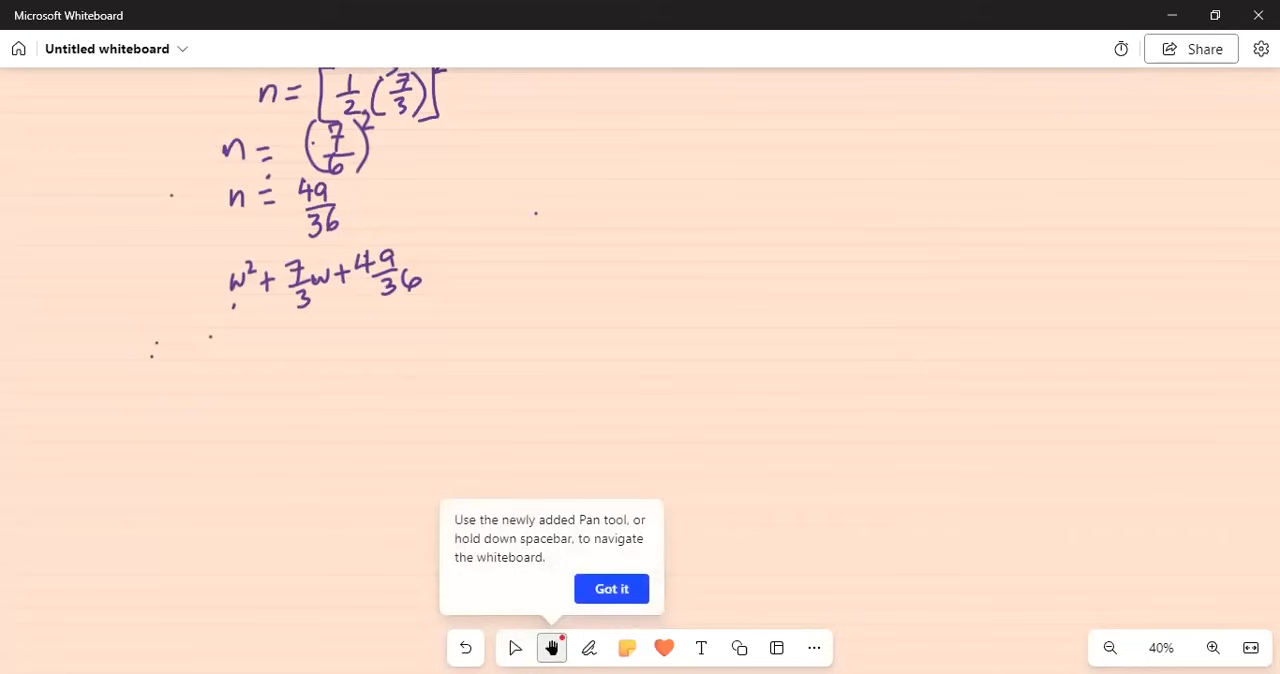 Microsoft Whiteboard
Untitled whiteboard
Share
n = [1/2 (7/3)]²
n = (7/6)²
n = 49/36
w² + 7/3 w + 49/36
Use the newly added Pan tool, or
hold down spacebar, to navigate
the whiteboard.
Got it
T
40%